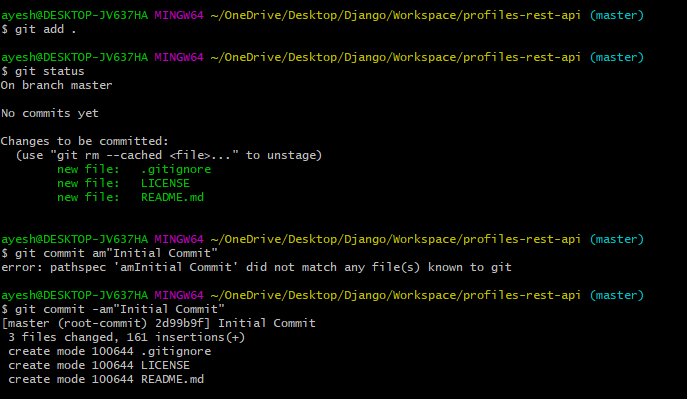 ayesh@DESKTOP-JV637HA MINGW64 ~/OneDrive/Desktop/Django/Workspace/profiles-rest-api (master)
$ git add .
ayesh@DESKTOP-JV637HA MINGW64 ~/OneDrive/Desktop/Django/Workspace/profiles-rest-api (master)
$ git status
On branch master
No commits yet
Changes to be committed:
  (use "git rm --cached <file>..." to unstage)
        new file:   .gitignore
        new file:   LICENSE
        new file:   README.md
ayesh@DESKTOP-JV637HA MINGW64 ~/OneDrive/Desktop/Django/Workspace/profiles-rest-api (master)
$ git commit am"Initial Commit"
error: pathspec 'amInitial Commit' did not match any file(s) known to git
ayesh@DESKTOP-JV637HA MINGW64 ~/OneDrive/Desktop/Django/Workspace/profiles-rest-api (master)
$ git commit -am"Initial Commit"
[master (root-commit) 2d99b9f] Initial Commit
 3 files changed, 161 insertions(+)
 create mode 100644 .gitignore
 create mode 100644 LICENSE
 create mode 100644 README.md